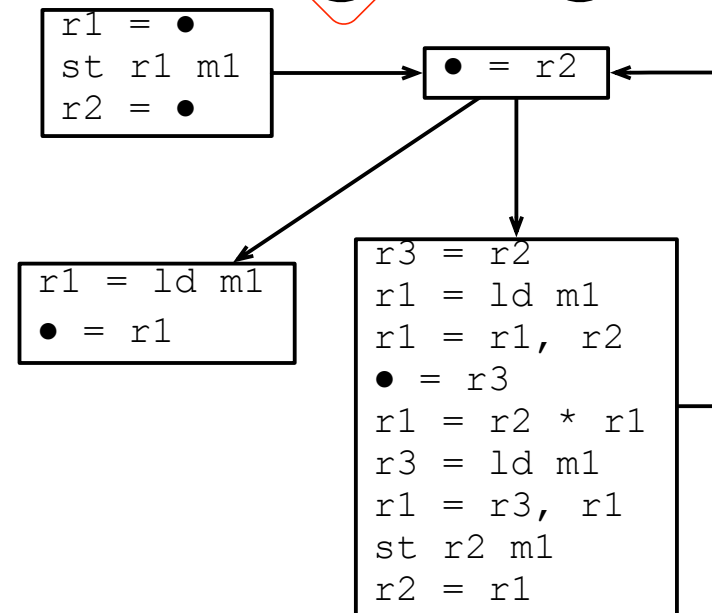 r1 = ●
st r1 m1
r2 = ●
● = r2
r1 = ld m1
● = r1
r3 = r2
r1 = ld m1
r1 = r1, r2
● = r3
r1 = r2 * r1
r3 = ld m1
r1 = r3, r1
st r2 m1
r2 = r1